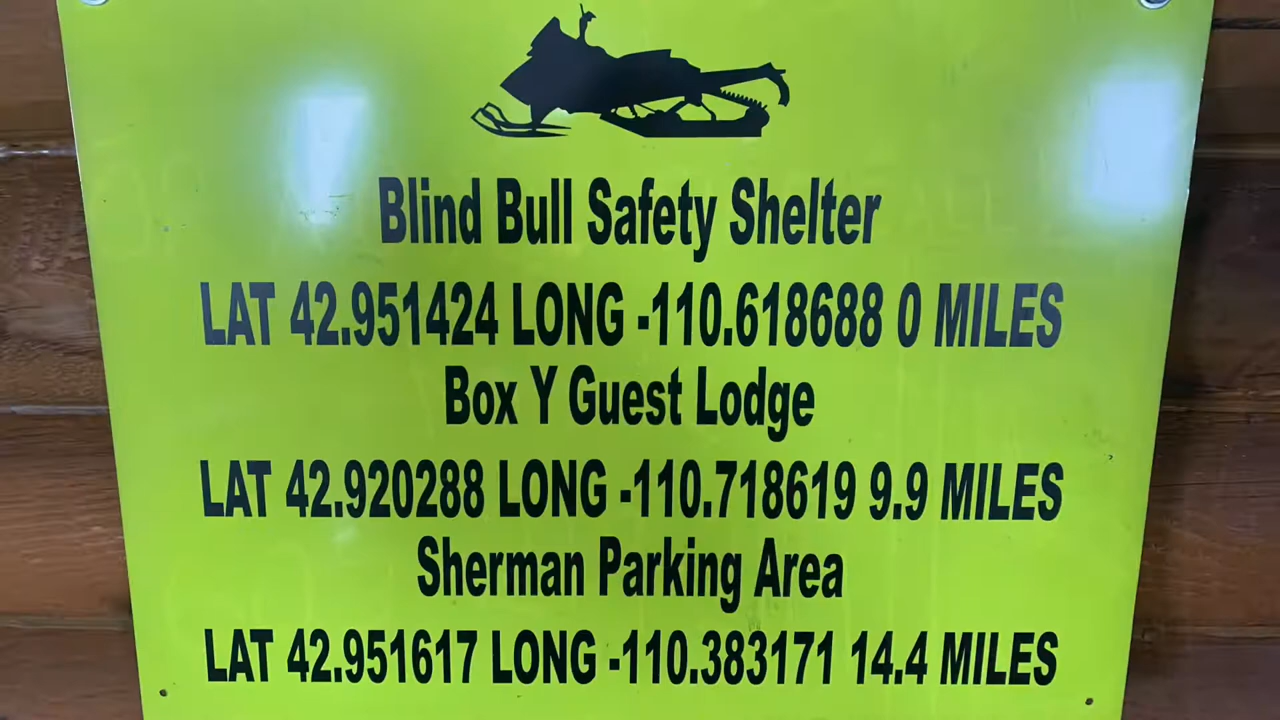 Blind Bull Safety Shelter
LAT 42.951424 LONG -110.618688 0 MILES
Box Y Guest Lodge
LAT 42.920288 LONG -110.718619 9.9 MILES
Sherman Parking Area
LAT 42.951617 LONG -110.383171 14.4 MILES